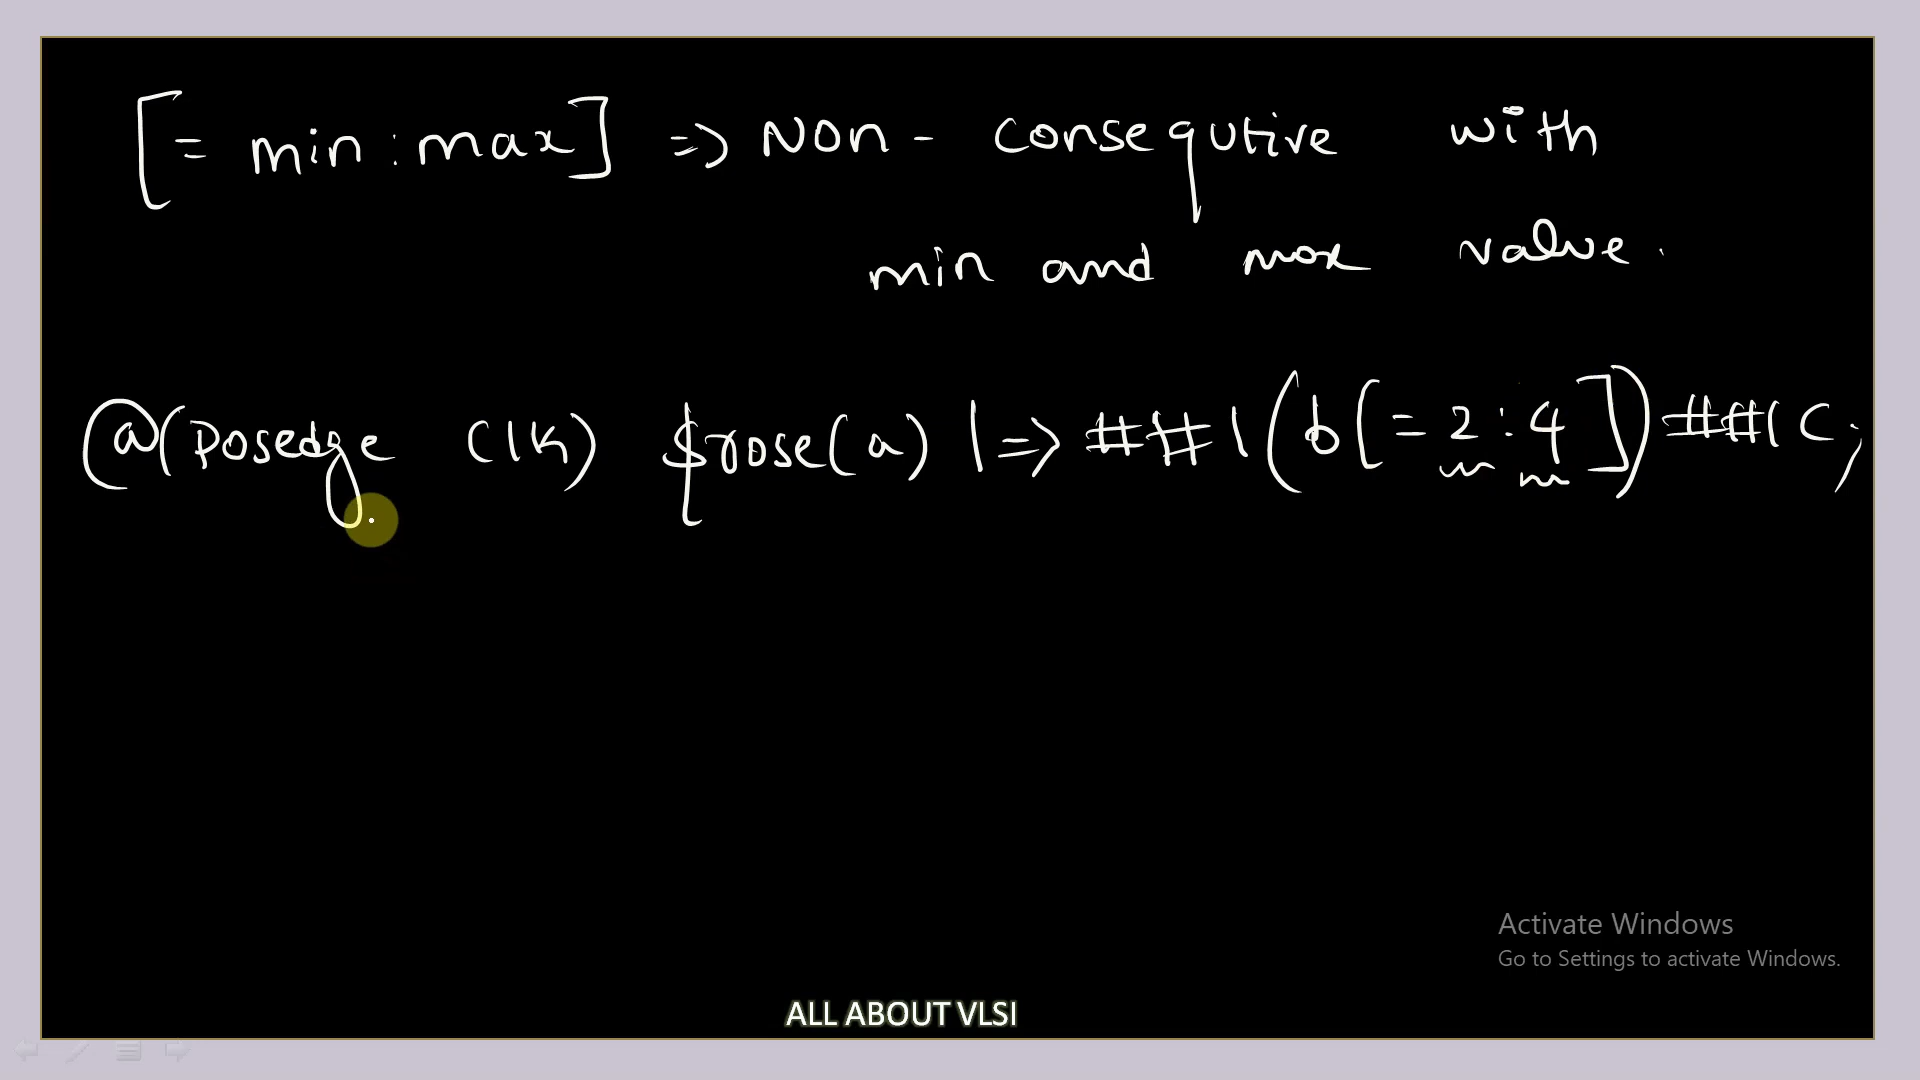 [= min : max] => Non - consequtive with
min and max value.
@(posedge clk) $rose(a) |=> ##1 (b[= 2 : 4]) ##1 c;
Activate Windows
Go to Settings to activate Windows.
ALL ABOUT VLSI